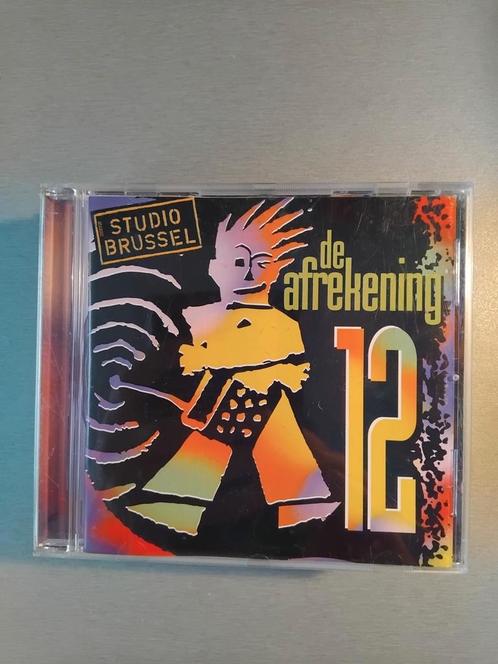 STUDIO
BRUSSEL
de
afrekening
12